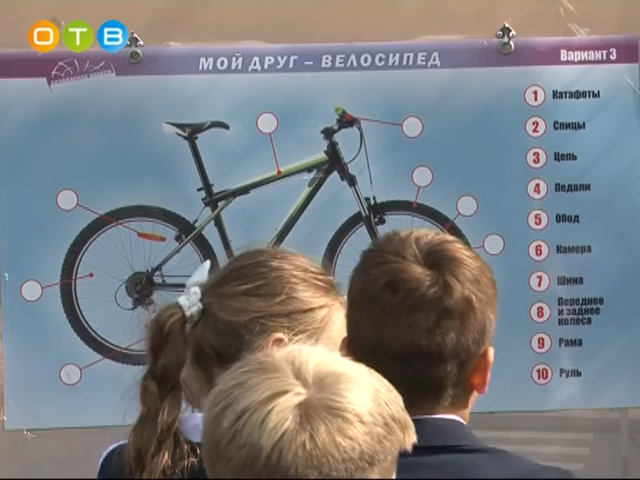 ОТВ
МОЙ ДРУГ – ВЕЛОСИПЕД
Вариант 3
1 Катафоты
2 Спицы
3 Цепь
4 Педали
5 Обод
6 Камера
7 Шина
8 Переднее
и заднее
колёса
9 Рама
10 Руль